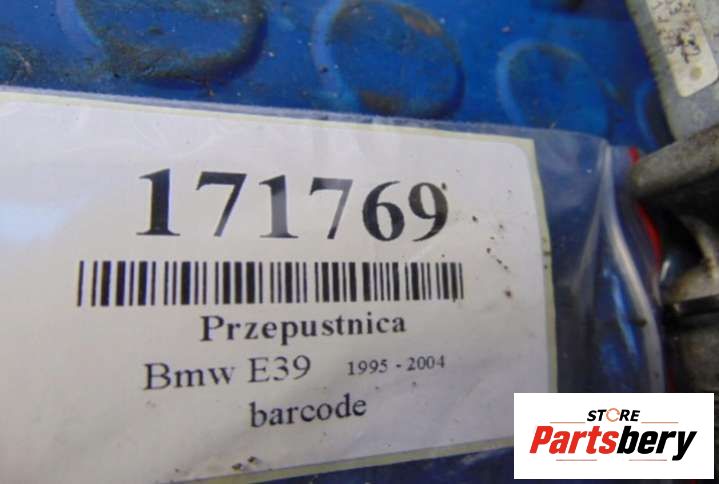 171769
Przepustnica
Bmw E39 1995 - 2004
barcode
STORE
Partsbery